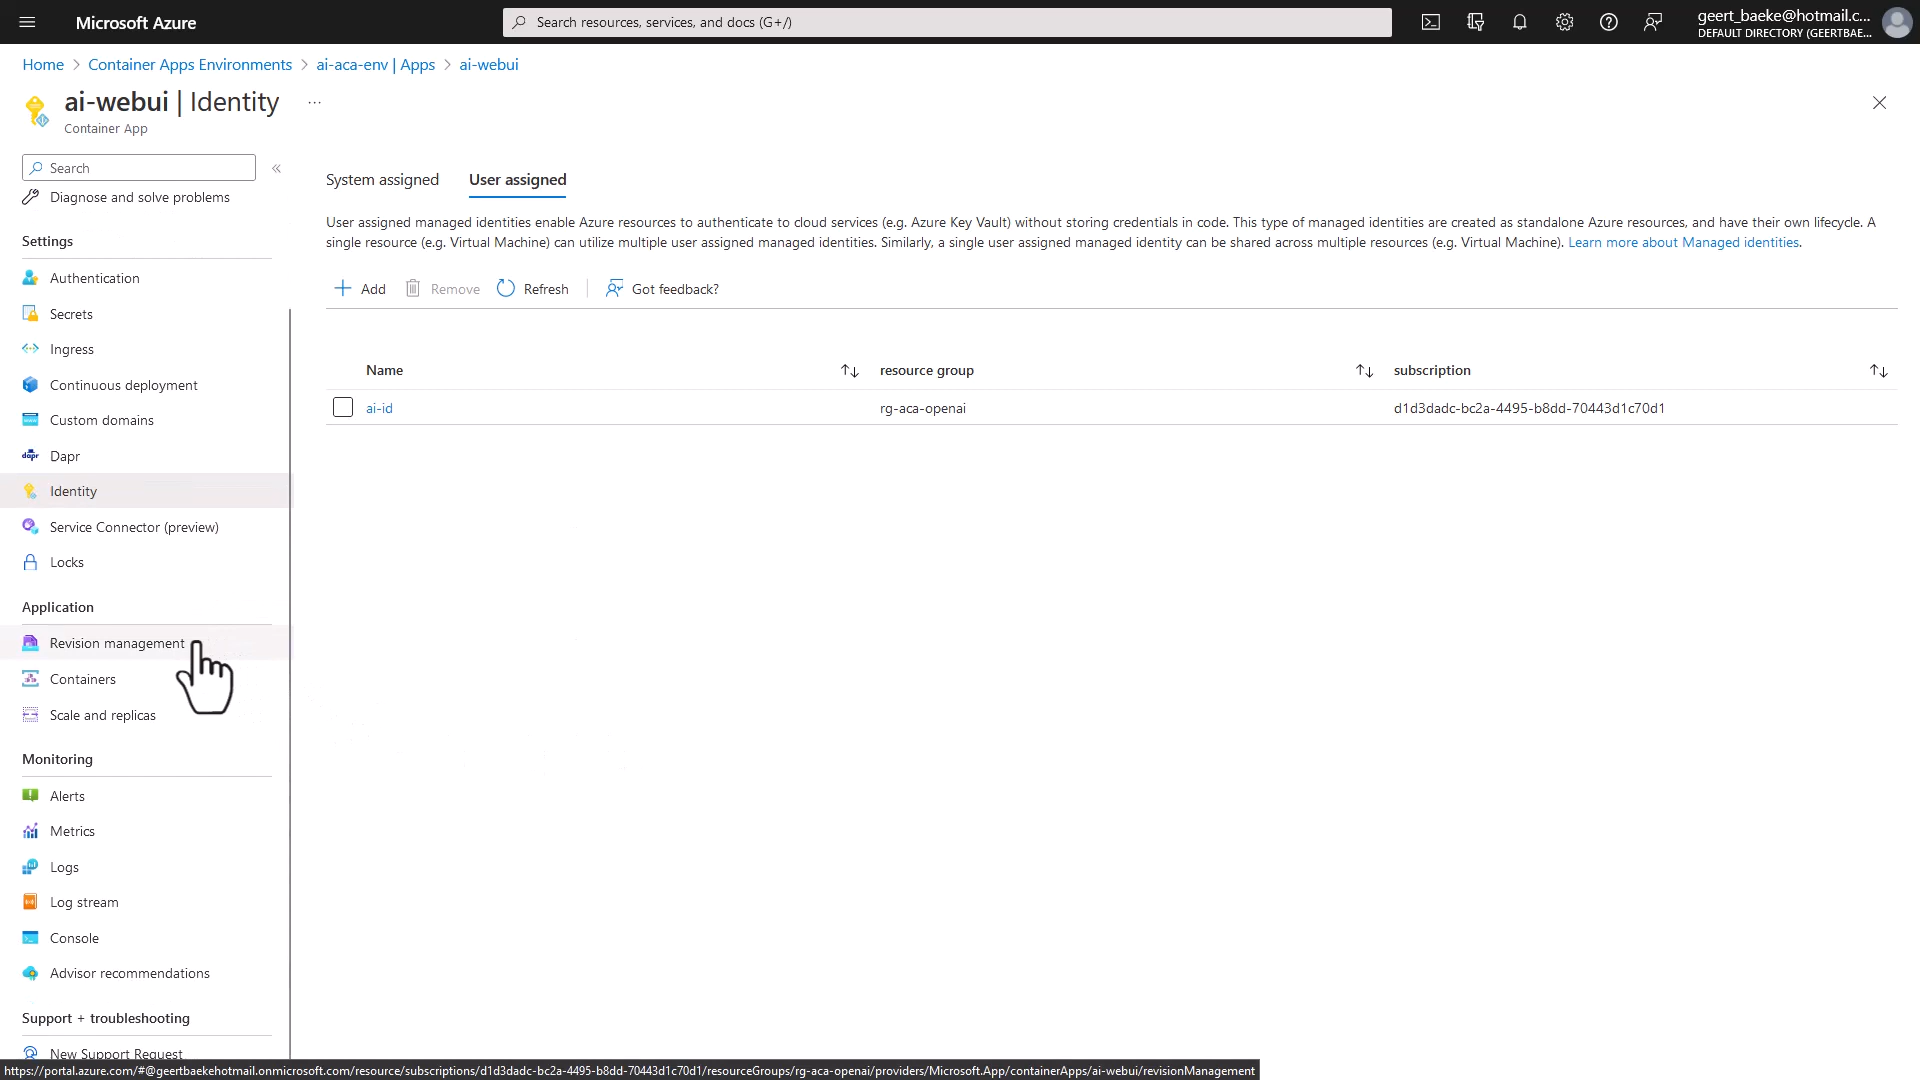 Microsoft Azure
Search resources, services, and docs (G+/)
geert_baeke@hotmail.c...
DEFAULT DIRECTORY (GEERTBAE...
Home > Container Apps Environments > ai-aca-env | Apps > ai-webui
ai-webui | Identity ...
Container App
Search
Diagnose and solve problems
Settings
Authentication
Secrets
Ingress
Continuous deployment
Custom domains
dapr Dapr
Identity
Service Connector (preview)
Locks
Application
Revision management
Containers
Scale and replicas
Monitoring
Alerts
Metrics
Logs
Log stream
Console
Advisor recommendations
Support + troubleshooting
New Support Request
System assigned User assigned
User assigned managed identities enable Azure resources to authenticate to cloud services (e.g. Azure Key Vault) without storing credentials in code. This type of managed identities are created as standalone Azure resources, and have their own lifecycle. A
single resource (e.g. Virtual Machine) can utilize multiple user assigned managed identities. Similarly, a single user assigned managed identity can be shared across multiple resources (e.g. Virtual Machine). Learn more about Managed identities.
Add Remove Refresh Got feedback?
Name resource group subscription
ai-id rg-aca-openai d1d3dadc-bc2a-4495-b8dd-70443d1c70d1
https://portal.azure.com/#@geertbaekehotmail.onmicrosoft.com/resource/subscriptions/d1d3dadc-bc2a-4495-b8dd-70443d1c70d1/resourceGroups/rg-aca-openai/providers/Microsoft.App/containerApps/ai-webui/revisionManagement